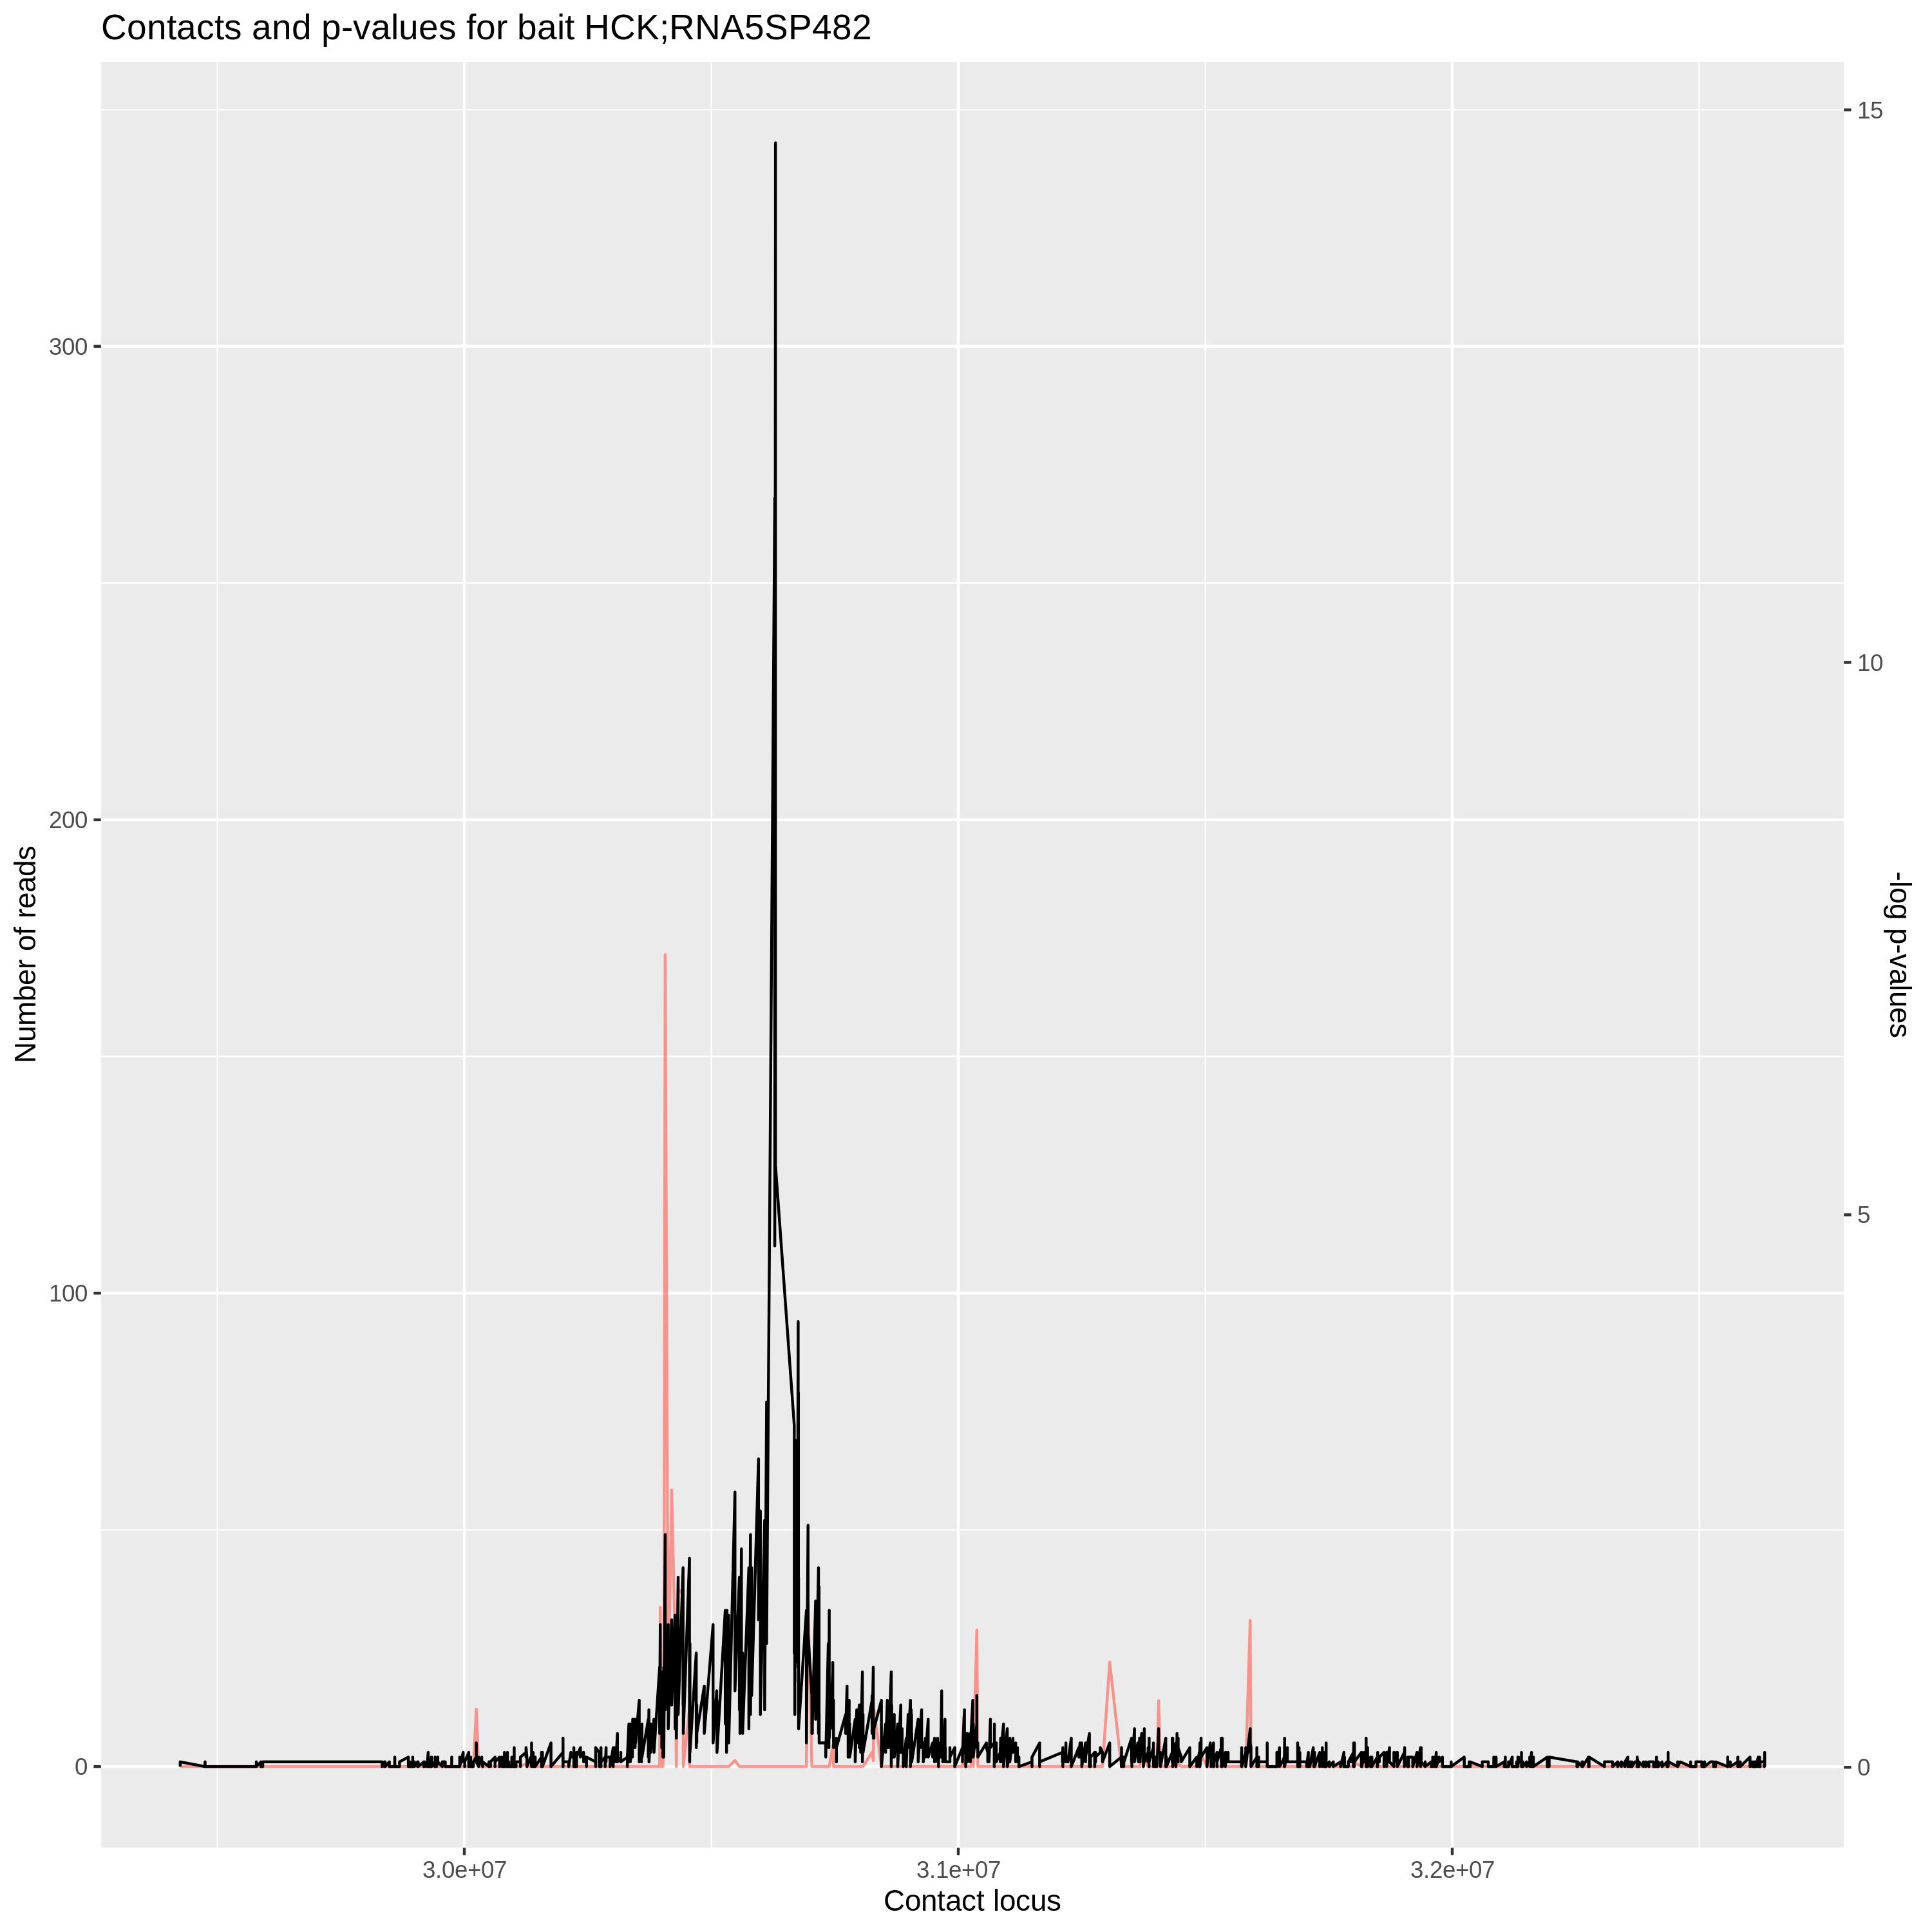 Contacts and p-values for bait HCK;RNA5SP482
15
300
10
200
Number of reads
-log p-values
5
100
0
0
3.0e+07
3.1e+07
3.2e+07
Contact locus